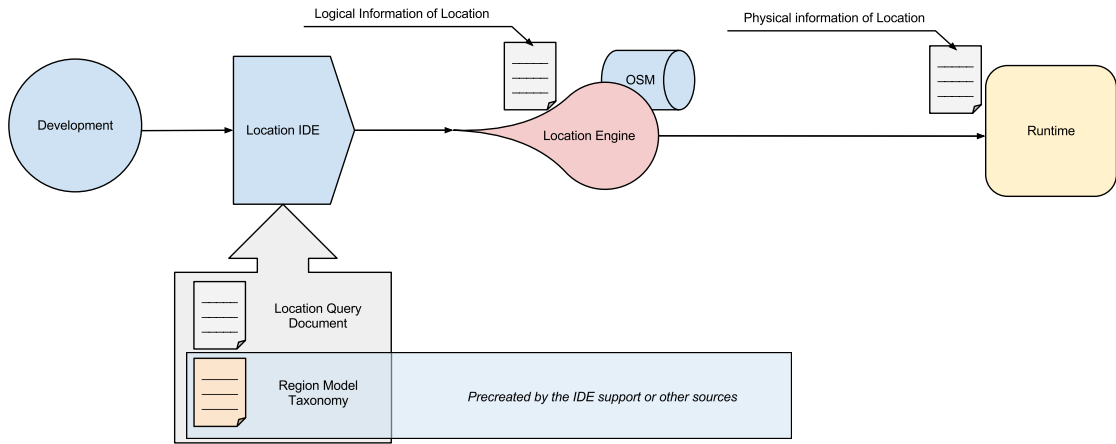 Logical Information of Location
Physical information of Location
Development
Location IDE
OSM
Location Engine
Runtime
Location Query
Document
Region Model
Taxonomy
Precreated by the IDE support or other sources